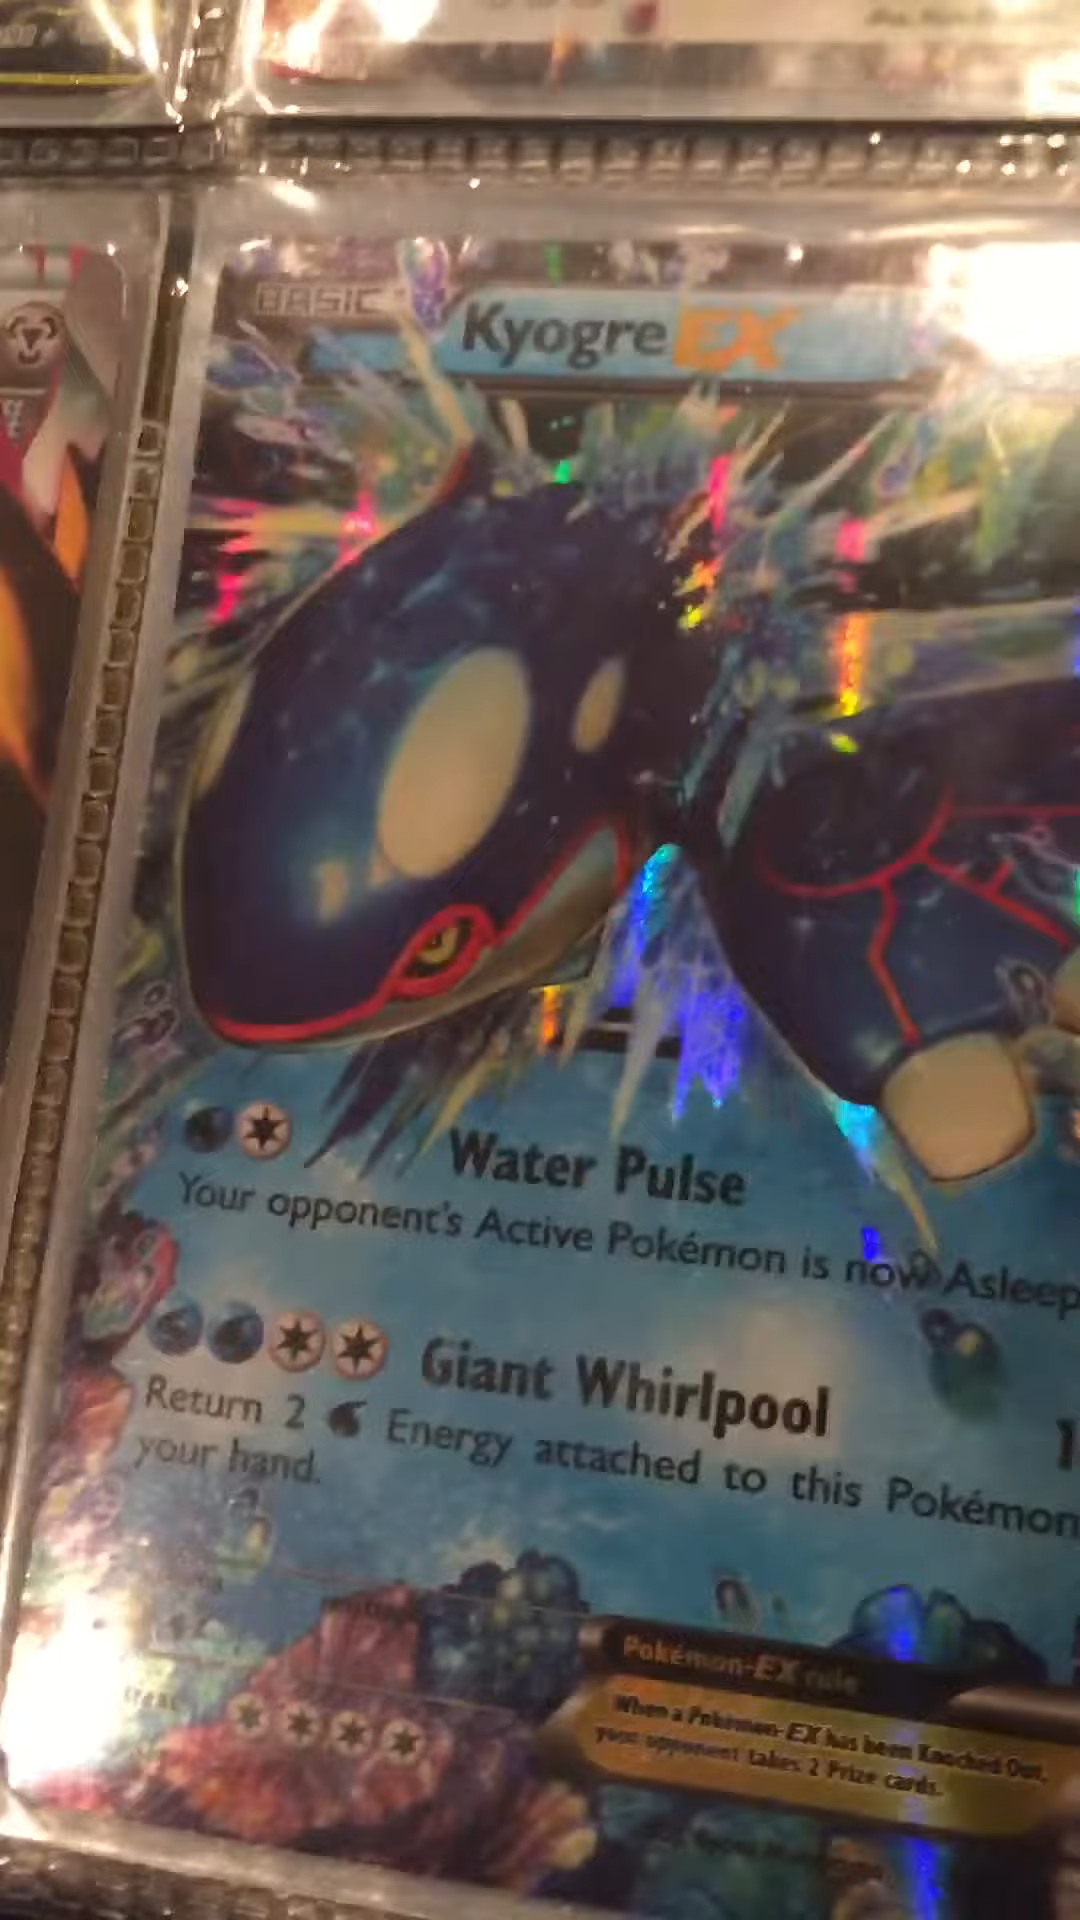 BASIC
Kyogre EX
Water Pulse
Your opponent's Active Pokémon is now Asleep
Giant Whirlpool
1
Return 2 Energy attached to this Pokémon
your hand.
Pokémon-EX rule
When a Pokémon-EX has been Knocked Out,
your opponent takes 2 Prize cards.